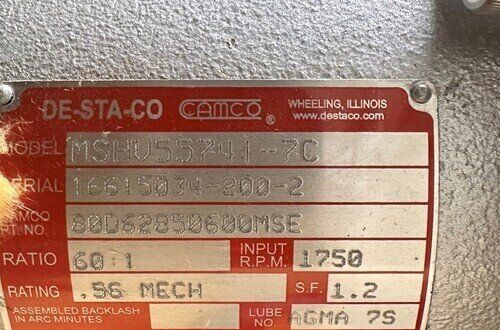 DE-STA-CO CAMCO® WHEELING, ILLINOIS
www.destaco.com
MODEL MSHV55741-7C
SERIAL 16615034-200-2
CAMCO
PT. NO. 80D62850600MSE
RATIO 60:1 INPUT R.P.M. 1750
RATING .56 MECH S.F. 1.2
ASSEMBLED BACKLASH
IN ARC MINUTES
LUBE NO. AGMA 7S